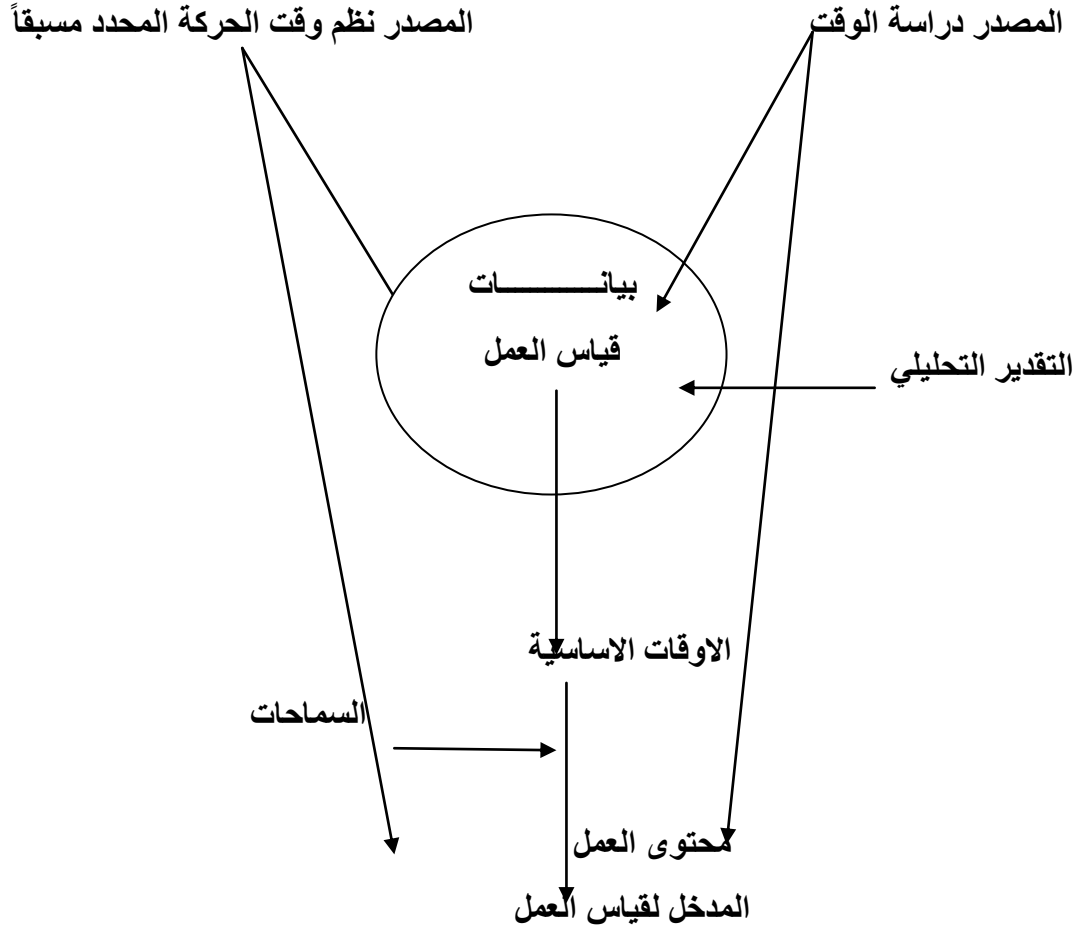 المصدر دراسة الوقت
المصدر نظم وقت الحركة المحدد مسبقاً
بيانـــــــــات
قياس العمل
التقدير التحليلي
الاوقات الاساسية
السماحات
محتوى العمل
المدخل لقياس العمل